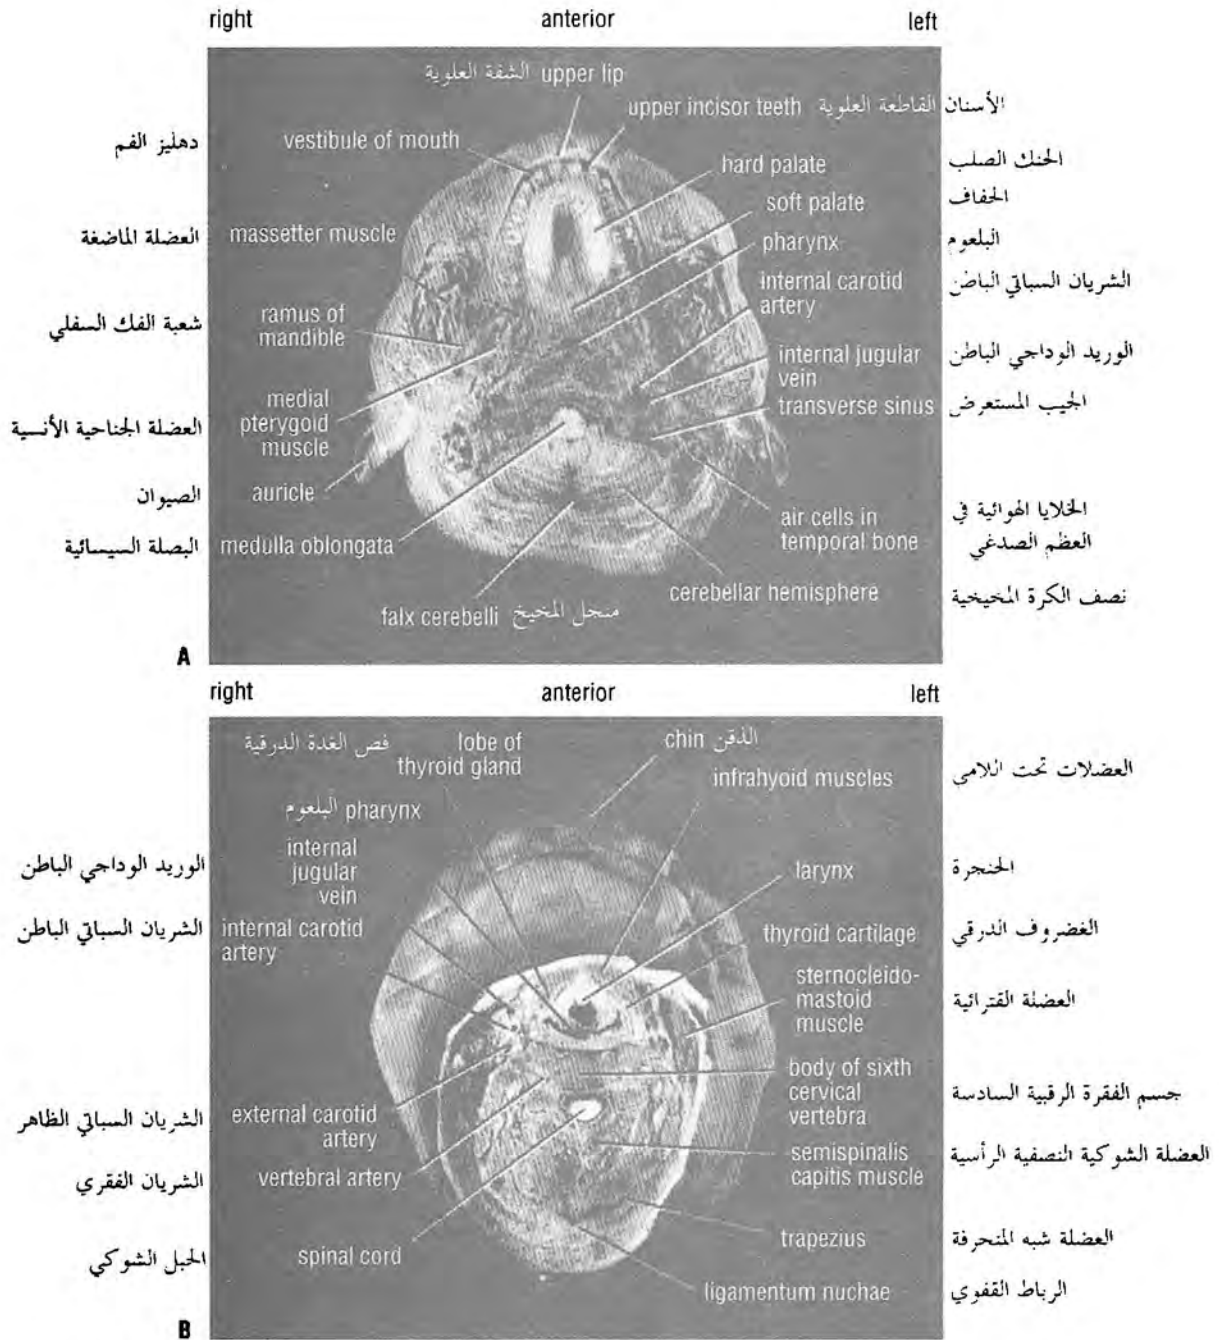 right anterior left
الشفة العلوية upper lip
upper incisor teeth الأسنان القاطعة العلوية
دهليز الفم vestibule of mouth
hard palate الحنك الصلب
soft palate الحفاف
العضلة الماضغة massetter muscle
pharynx البلعوم
internal carotid
artery
الشريان السباتي الباطن
شعبة الفك السفلي
ramus of
mandible
internal jugular
vein
الوريد الوداجي الباطن
transverse sinus الجيب المستعرض
العضلة الجناحية الأنسية
medial
pterygoid
muscle
الصيوان auricle
air cells in
temporal bone
الخلايا الهوائية في
العظم الصدغي
البصلة السيسائية medulla oblongata
cerebellar hemisphere نصف الكرة المخيخية
falx cerebelli منجل المخيخ
A
right anterior left
فص الغدة الدرقية
lobe of
thyroid gland
chin الذقن
infrahyoid muscles العضلات تحت اللامي
البلعوم pharynx
الوريد الوداجي الباطن
internal
jugular
vein
larynx الحنجرة
الشريان السباتي الباطن
internal carotid
artery
thyroid cartilage الغضروف الدرقي
sternocleido-
mastoid
muscle
العضلة القترائية
body of sixth
cervical
vertebra
جسم الفقرة الرقبية السادسة
الشريان السباتي الظاهر
external carotid
artery
semispinalis
capitis muscle
العضلة الشوكية النصفية الرأسية
الشريان الفقري vertebral artery
trapezius العضلة شبه المنحرفة
الحبل الشوكي spinal cord
ligamentum nuchae الرباط القفوي
B